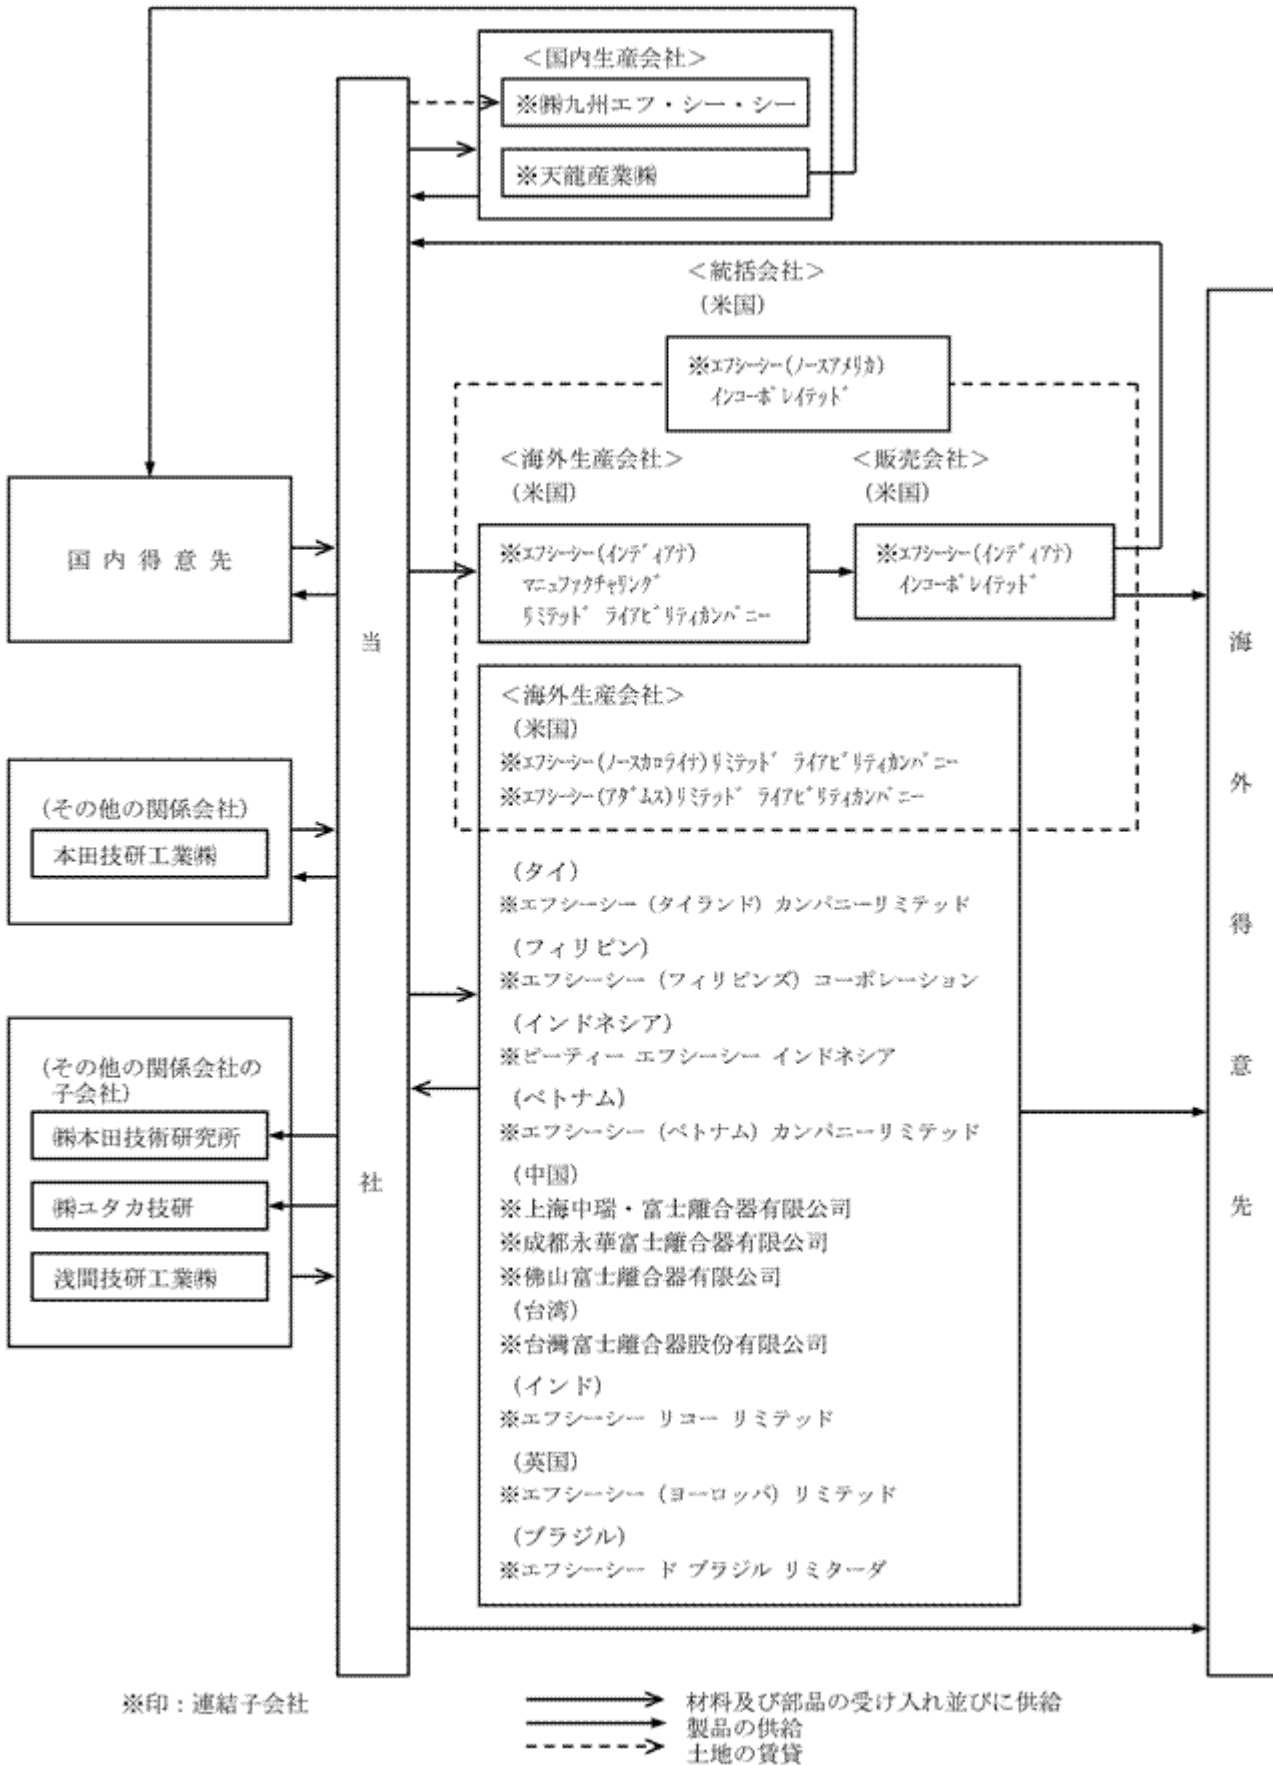 <国内生産会社>
※㈱九州エフ・シー・シー
※天龍産業㈱
<統括会社>
(米国)
※エフシーシー(ノースアメリカ)
インコーポレイテッド
<海外生産会社>
(米国)
<販売会社>
(米国)
国内得意先
※エフシーシー(インディアナ)
マニュファクチャリング
リミテッド ライアビリティカンパニー
※エフシーシー(インディアナ)
インコーポレイテッド
当社
海外得意先
<海外生産会社>
(米国)
※エフシーシー(ノースカロライナ)リミテッド ライアビリティカンパニー
※エフシーシー(アダムス)リミテッド ライアビリティカンパニー
(その他の関係会社)
本田技研工業㈱
(タイ)
※エフシーシー (タイランド) カンパニーリミテッド
(フィリピン)
※エフシーシー (フィリピンズ) コーポレーション
(インドネシア)
※ピーティー エフシーシー インドネシア
(その他の関係会社の
子会社)
㈱本田技術研究所
㈱ユタカ技研
浅間技研工業㈱
(ベトナム)
※エフシーシー (ベトナム) カンパニーリミテッド
(中国)
※上海中瑞・富士離合器有限公司
※成都永華富士離合器有限公司
※佛山富士離合器有限公司
(台湾)
※台灣富士離合器股份有限公司
(インド)
※エフシーシー リコー リミテッド
(英国)
※エフシーシー (ヨーロッパ) リミテッド
(ブラジル)
※エフシーシー ド ブラジル リミターダ
※印：連結子会社
材料及び部品の受け入れ並びに供給
製品の供給
土地の賃貸